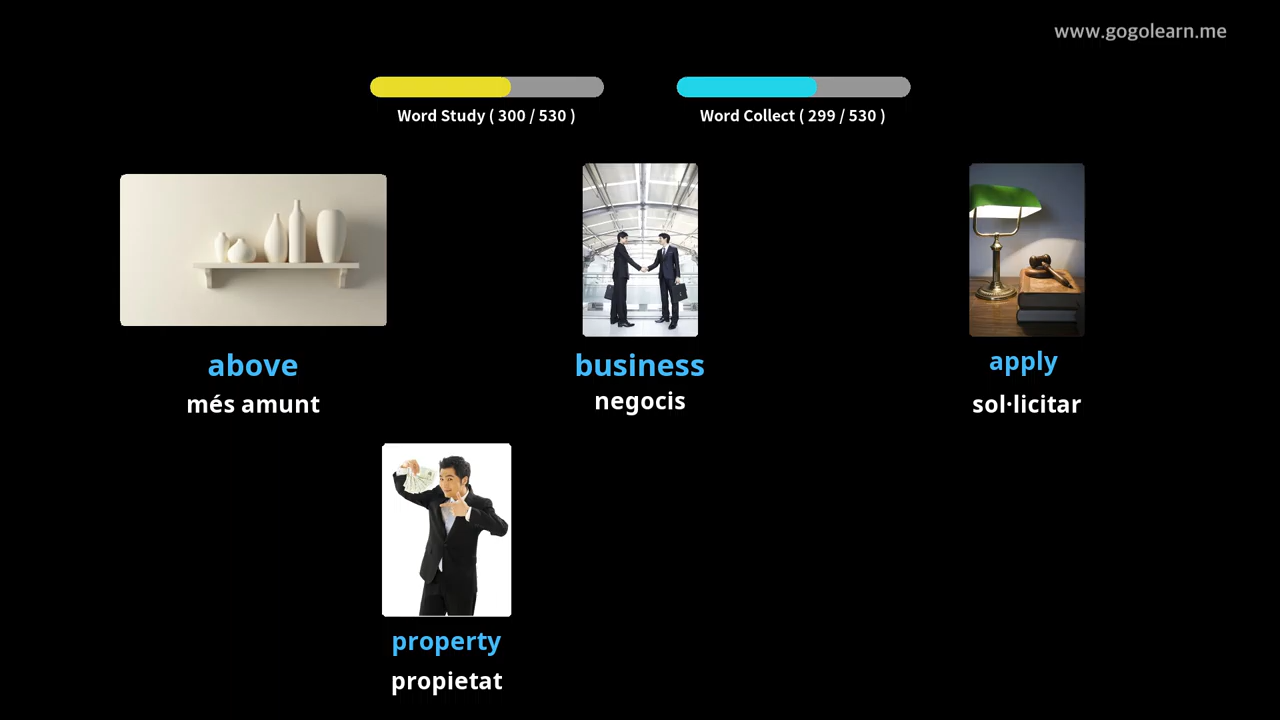 www.gogolearn.me
Word Study ( 300 / 530 )
Word Collect ( 299 / 530 )
above
més amunt
business
negocis
apply
sol·licitar
property
propietat